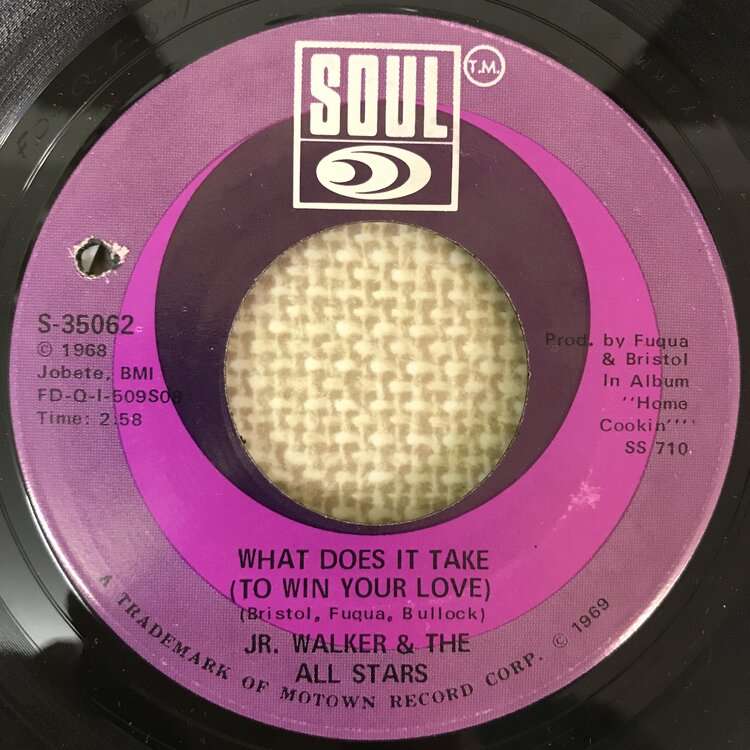 SOUL
T.M.
S-35062
© 1968
Jobete, BMI
FD-Q-I-509S08
Time: 2:58
Prod. by Fuqua
& Bristol
In Album
''Home
Cookin''''
SS 710
WHAT DOES IT TAKE
(TO WIN YOUR LOVE)
(Bristol, Fuqua, Bullock)
JR. WALKER & THE
ALL STARS
A TRADEMARK OF MOTOWN RECORD CORP. © 1969